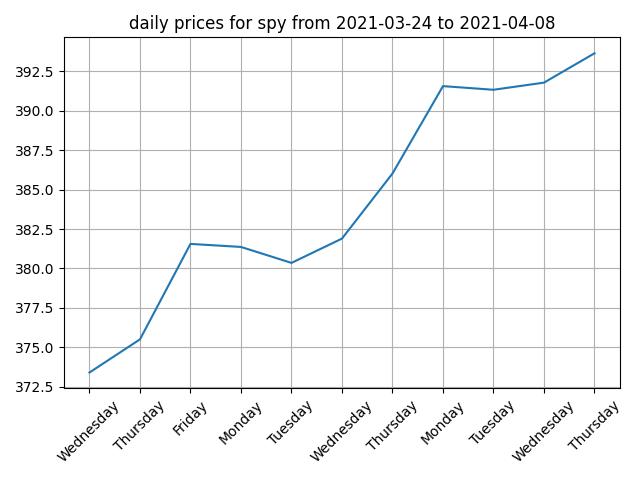 daily prices for spy from 2021-03-24 to 2021-04-08
392.5
390.0
387.5
385.0
382.5
380.0
377.5
375.0
372.5
Wednesday
Thursday
Friday
Monday
Tuesday
Wednesday
Thursday
Monday
Tuesday
Wednesday
Thursday